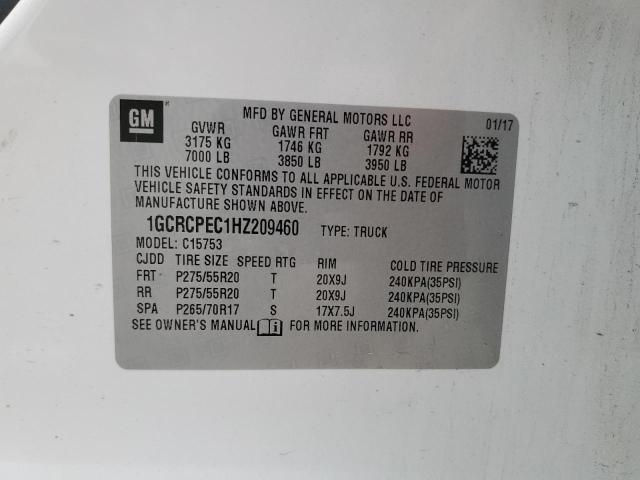 GM
MFD BY GENERAL MOTORS LLC
01/17
GVWR GAWR FRT GAWR RR
3175 KG 1746 KG 1792 KG
7000 LB 3850 LB 3950 LB
THIS VEHICLE CONFORMS TO ALL APPLICABLE U.S. FEDERAL MOTOR
VEHICLE SAFETY STANDARDS IN EFFECT ON THE DATE OF
MANUFACTURE SHOWN ABOVE.
1GCRCPEC1HZ209460 TYPE: TRUCK
MODEL: C15753
CJDD TIRE SIZE SPEED RTG RIM COLD TIRE PRESSURE
FRT P275/55R20 T 20X9J 240KPA(35PSI)
RR P275/55R20 T 20X9J 240KPA(35PSI)
SPA P265/70R17 S 17X7.5J 240KPA(35PSI)
SEE OWNER'S MANUAL FOR MORE INFORMATION.